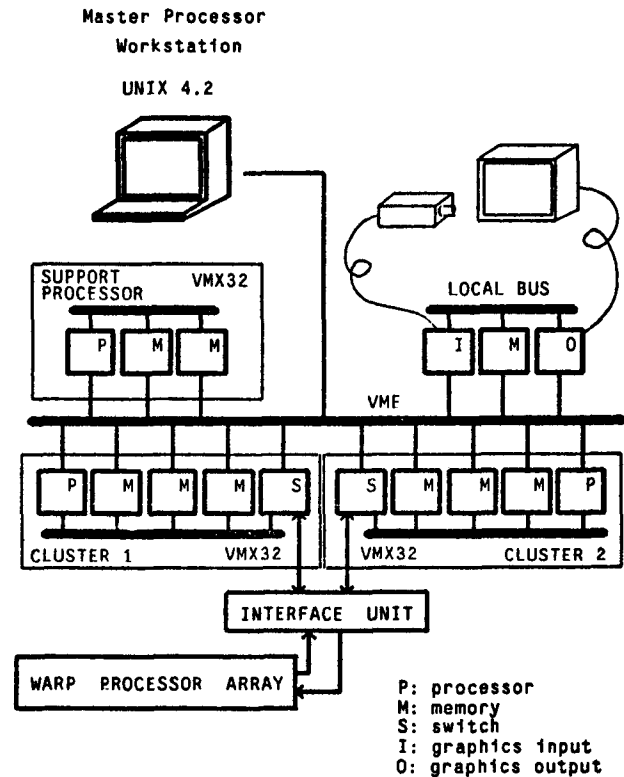 Master Processor
Workstation
UNIX 4.2
SUPPORT
PROCESSOR
VMX32
P M M
LOCAL BUS
I M O
VME
P M M M S
S M M M P
CLUSTER 1
VMX32
VMX32
CLUSTER 2
INTERFACE UNIT
WARP PROCESSOR ARRAY
P: processor
M: memory
S: switch
I: graphics input
O: graphics output